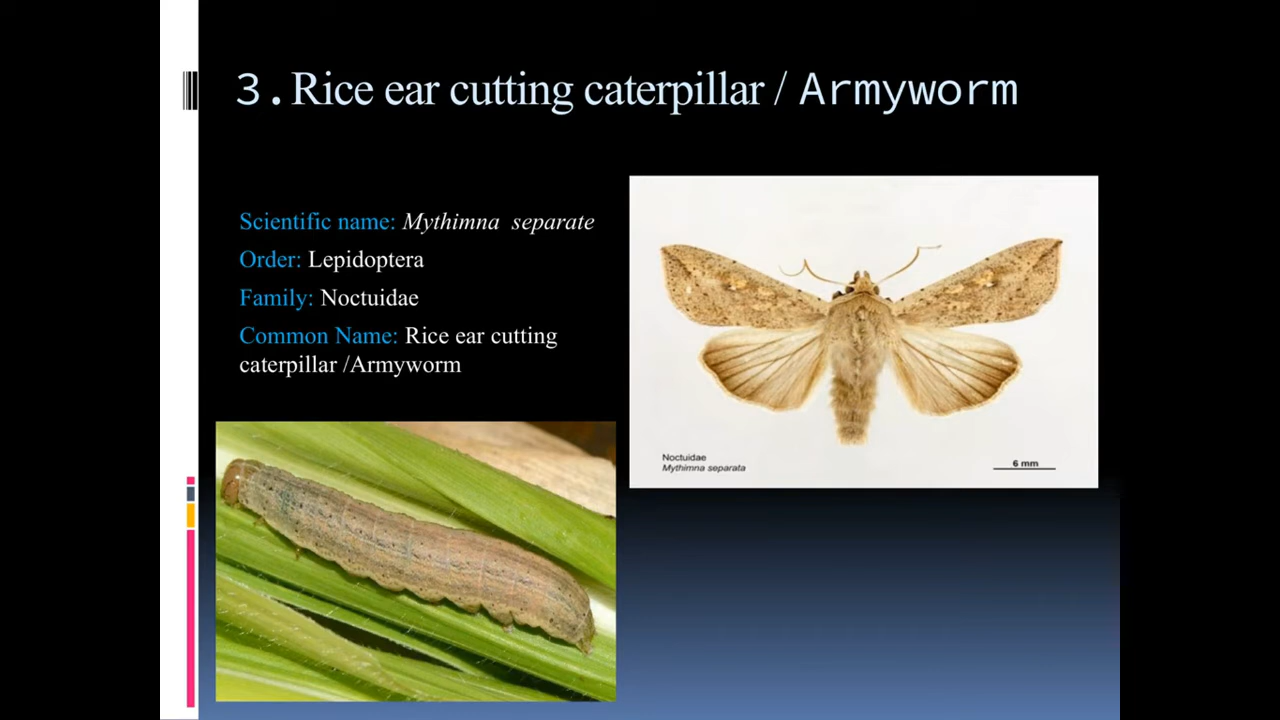 3.Rice ear cutting caterpillar / Armyworm
Scientific name: Mythimna separate
Order: Lepidoptera
Family: Noctuidae
Common Name: Rice ear cutting
caterpillar /Armyworm
Noctuidae
Mythimna separata
6 mm